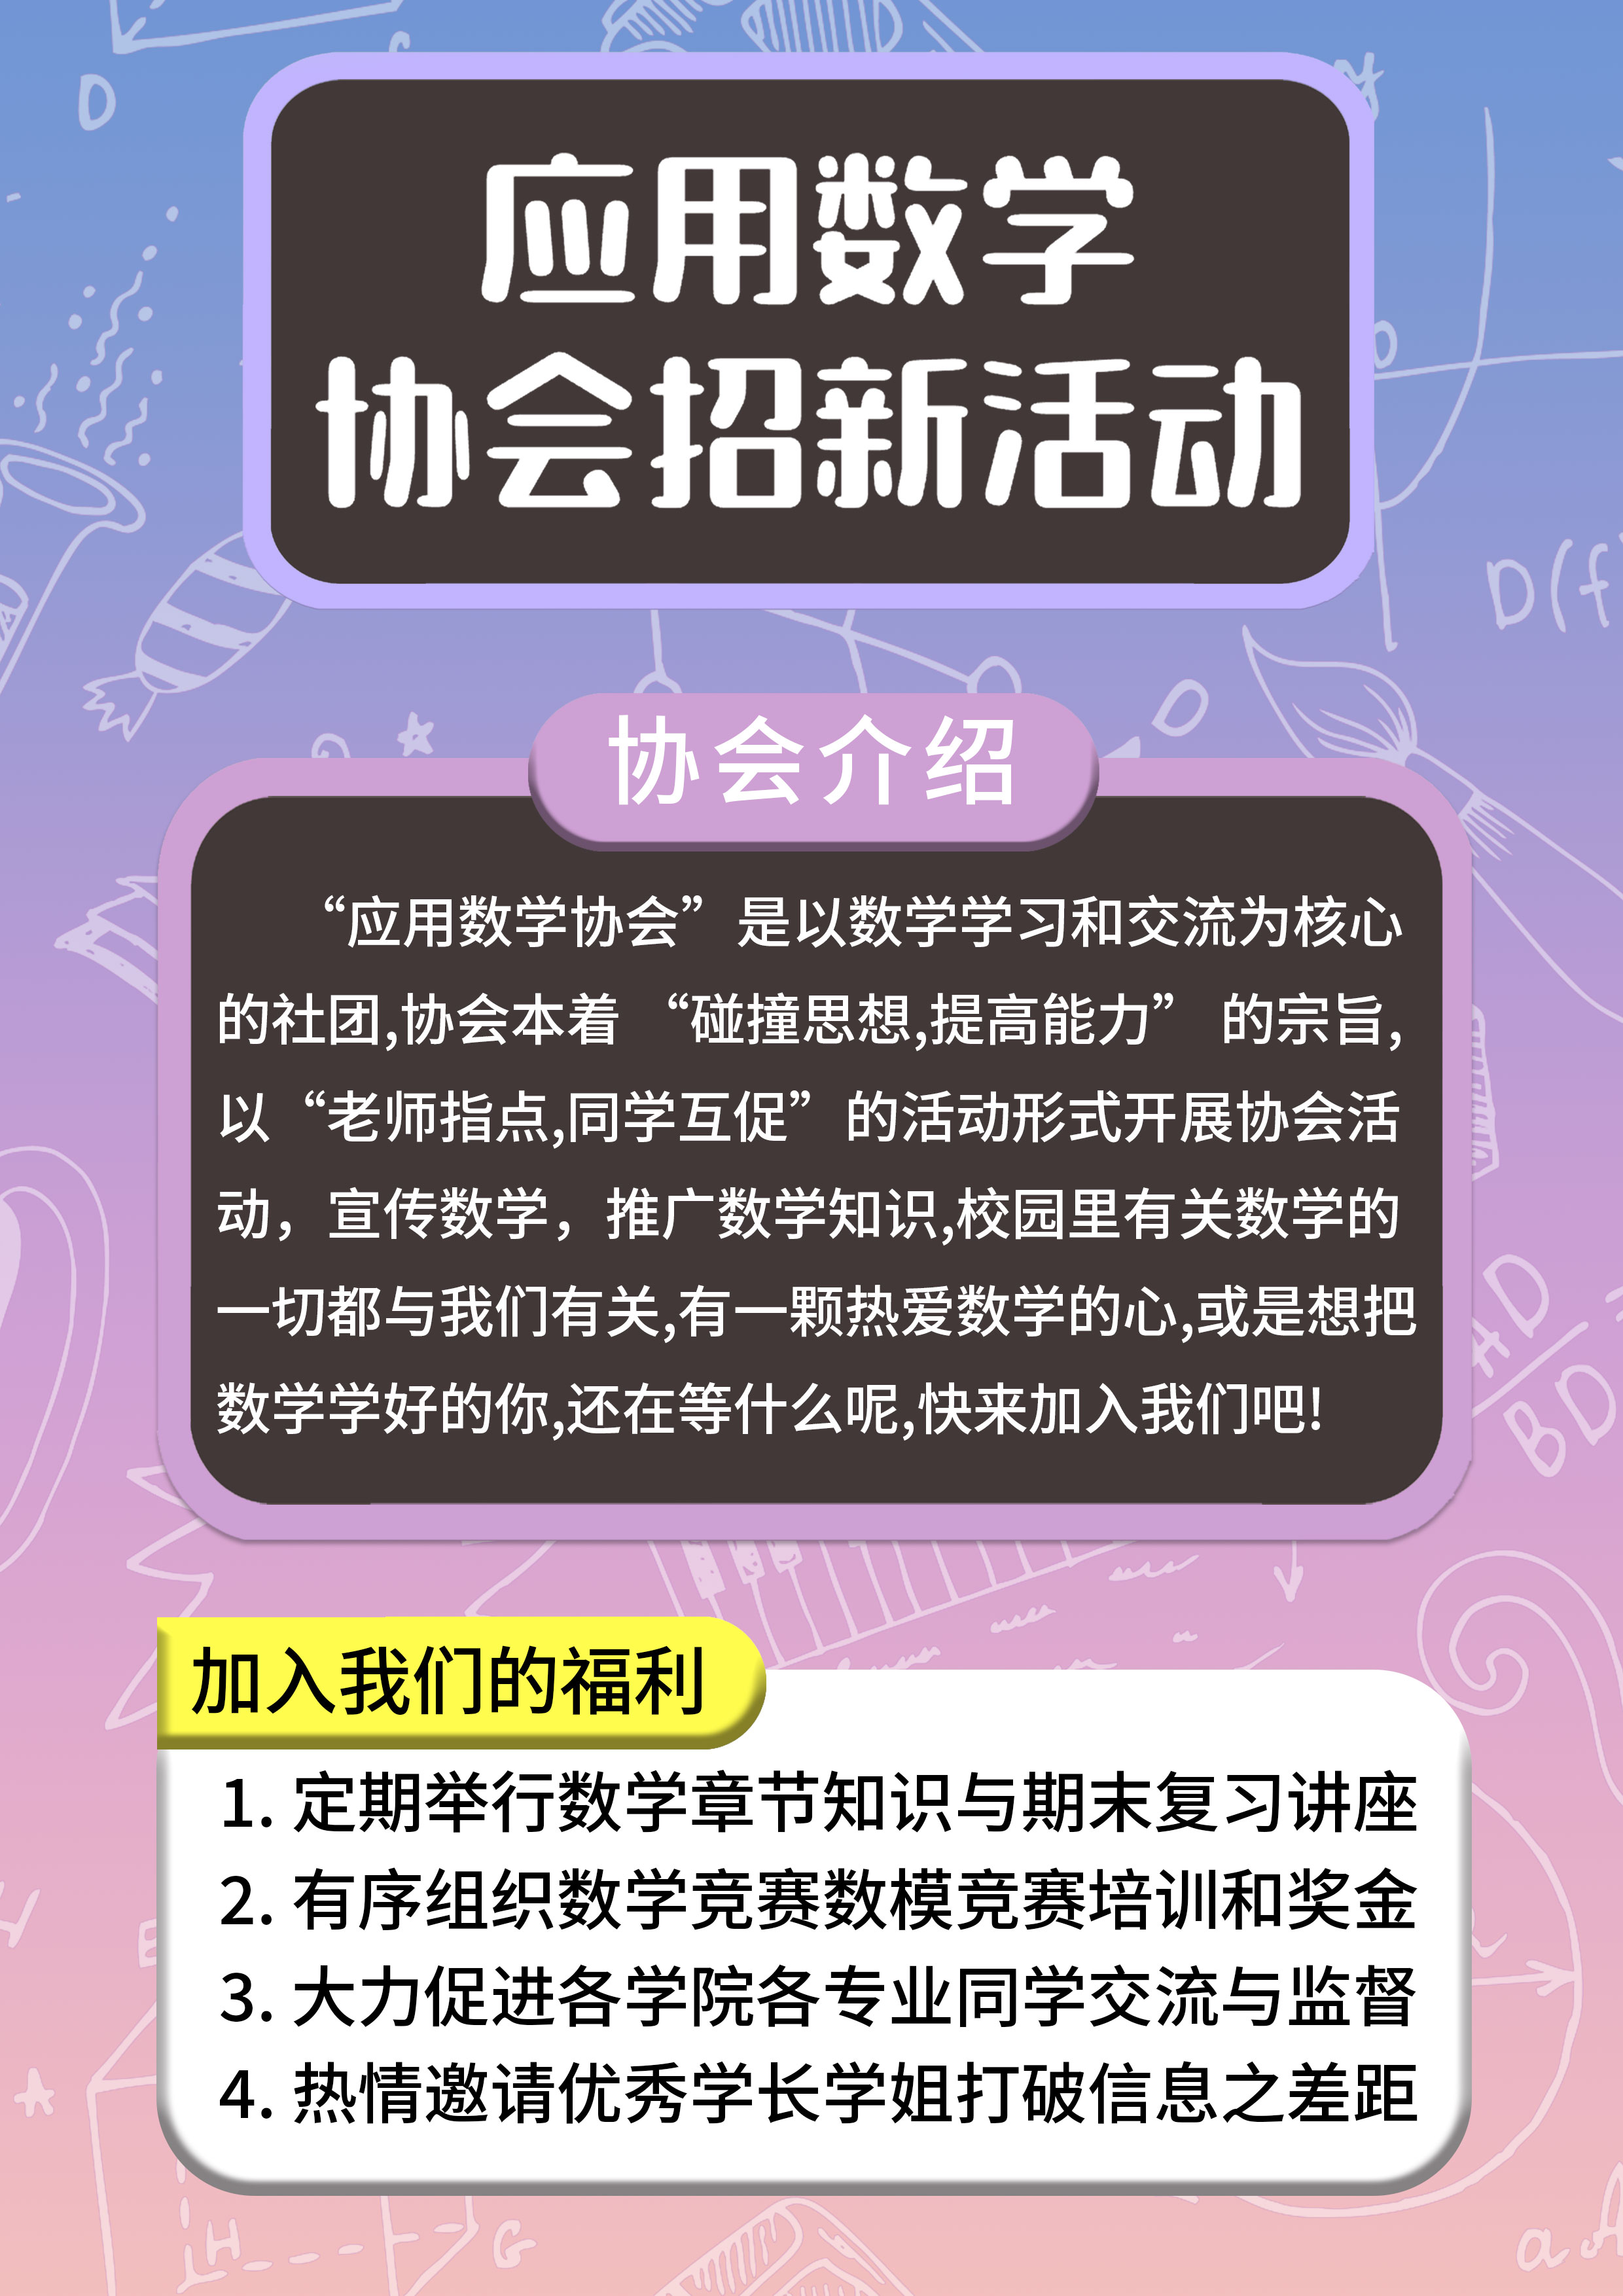 应用数学
协会招新活动
协会介绍
“应用数学协会”是以数学学习和交流为核心
的社团,协会本着 “碰撞思想,提高能力” 的宗旨,
以“老师指点,同学互促”的活动形式开展协会活
动，宣传数学，推广数学知识,校园里有关数学的
一切都与我们有关,有一颗热爱数学的心,或是想把
数学学好的你,还在等什么呢,快来加入我们吧!
加入我们的福利
1. 定期举行数学章节知识与期末复习讲座
2. 有序组织数学竞赛数模竞赛培训和奖金
3. 大力促进各学院各专业同学交流与监督
4. 热情邀请优秀学长学姐打破信息之差距